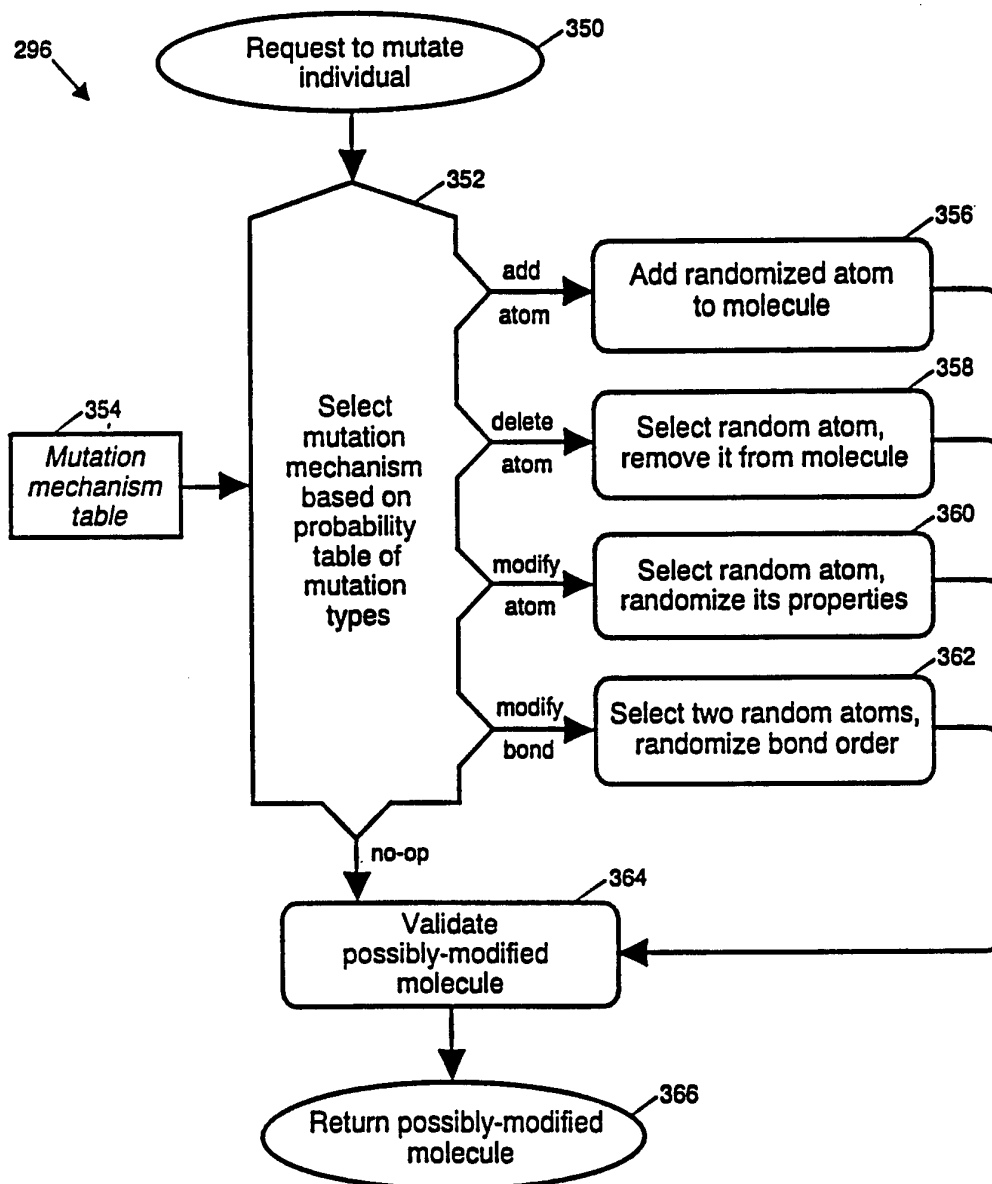 296
Request to mutate
individual
350
352
354
Mutation
mechanism
table
Select
mutation
mechanism
based on
probability
table of
mutation
types
add
atom
356
Add randomized atom
to molecule
delete
atom
358
Select random atom,
remove it from molecule
modify
atom
360
Select random atom,
randomize its properties
modify
bond
362
Select two random atoms,
randomize bond order
no-op
364
Validate
possibly-modified
molecule
366
Return possibly-modified
molecule